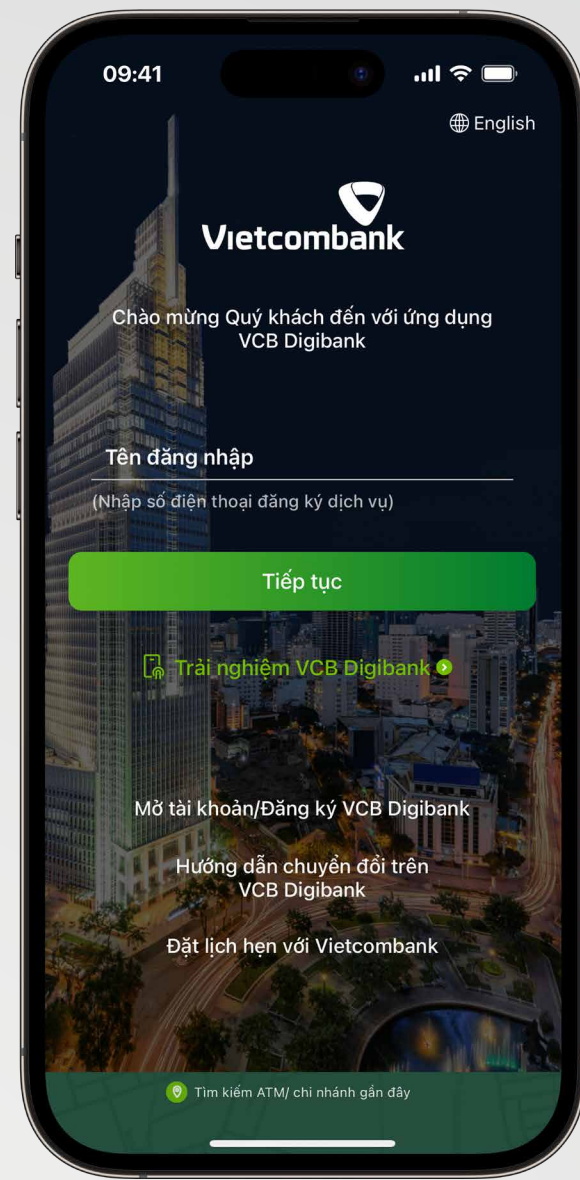 09:41
English
Vietcombank
Chào mừng Quý khách đến với ứng dụng
VCB Digibank
Tên đăng nhập
(Nhập số điện thoại đăng ký dịch vụ)
Tiếp tục
Trải nghiệm VCB Digibank
Mở tài khoản/Đăng ký VCB Digibank
Hướng dẫn chuyển đổi trên
VCB Digibank
Đặt lịch hẹn với Vietcombank
Tìm kiếm ATM/ chi nhánh gần đây